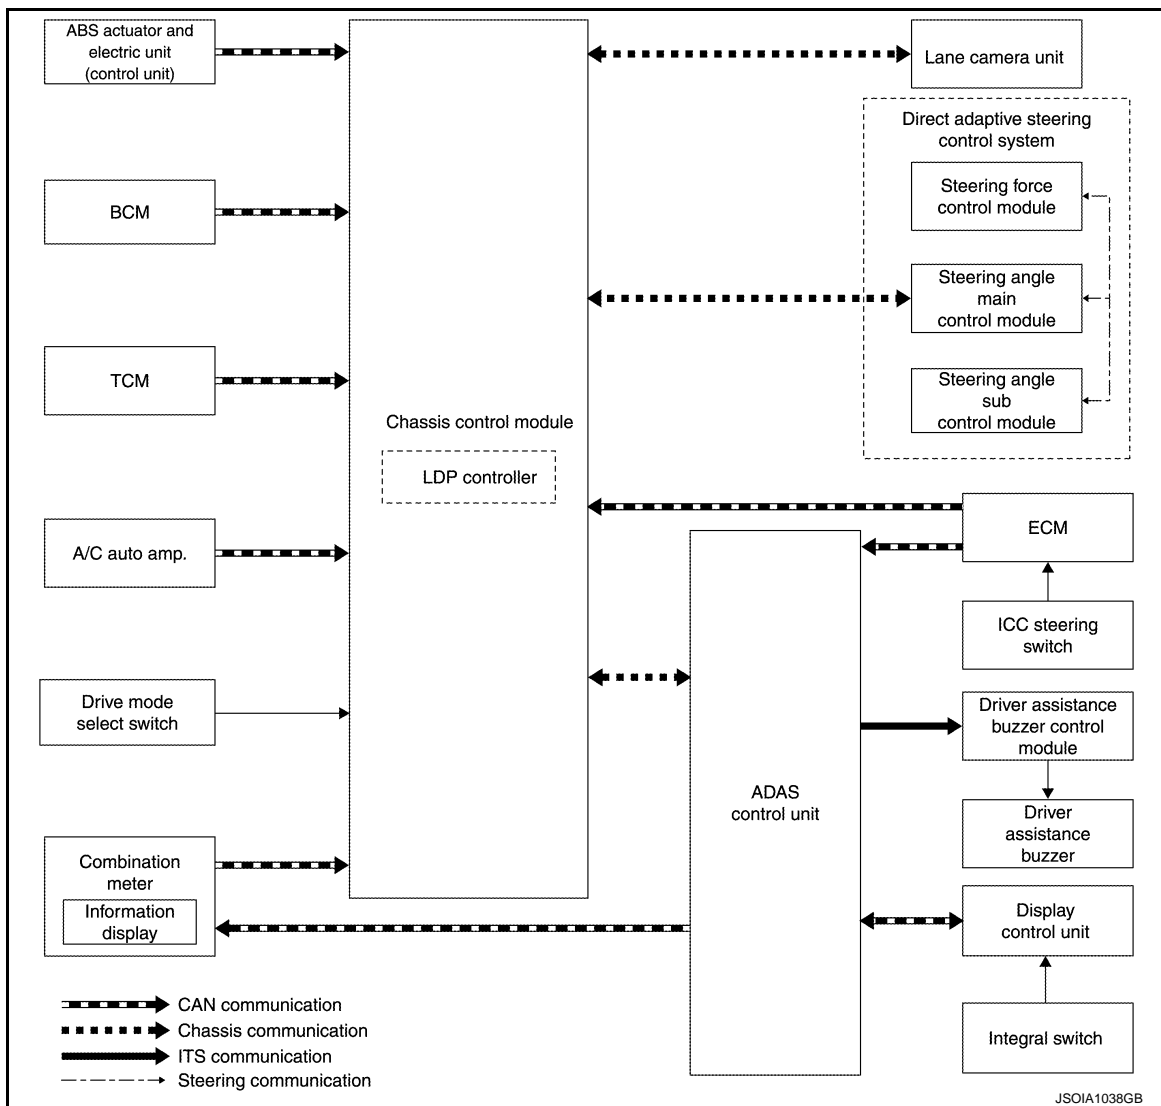 ABS actuator and
electric unit
(control unit)
BCM
TCM
A/C auto amp.
Drive mode
select switch
Combination
meter
Information
display
Chassis control module
LDP controller
Lane camera unit
Direct adaptive steering
control system
Steering force
control module
Steering angle
main
control module
Steering angle
sub
control module
ECM
ICC steering
switch
ADAS
control unit
Driver assistance
buzzer control
module
Driver
assistance
buzzer
Display
control unit
Integral switch
CAN communication
Chassis communication
ITS communication
Steering communication
JSOIA1038GB